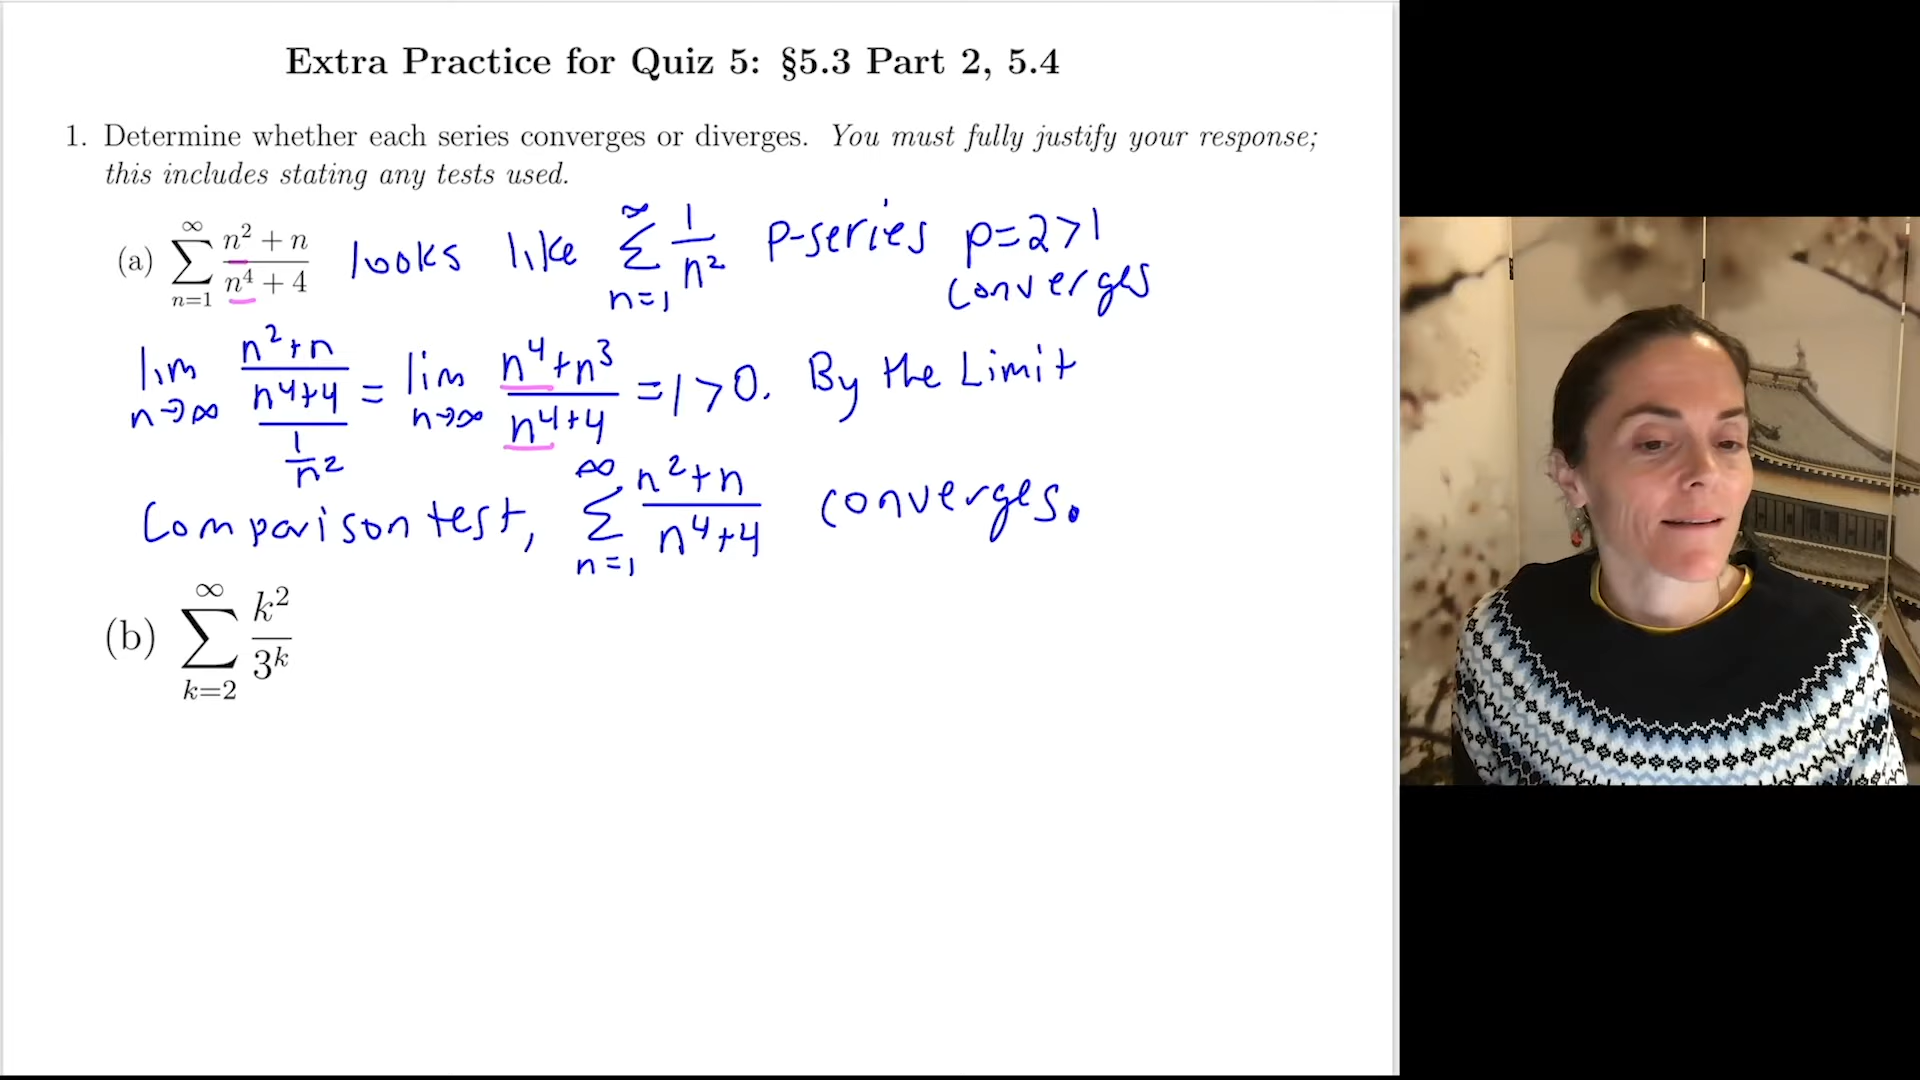 Extra Practice for Quiz 5: §5.3 Part 2, 5.4
1. Determine whether each series converges or diverges. You must fully justify your response;
this includes stating any tests used.
(a) ∑_{n=1}^{∞} (n² + n)/(n⁴ + 4) looks like ∑_{n=1}^{∞} 1/n² p-series p=2>1
converges
lim_{n→∞} ((n²+n)/(n⁴+4))/(1/n²) = lim_{n→∞} (n⁴+n³)/(n⁴+4) = 1 > 0. By the Limit
Comparison test, ∑_{n=1}^{∞} (n²+n)/(n⁴+4) converges.
(b) ∑_{k=2}^{∞} k²/3ᵏ